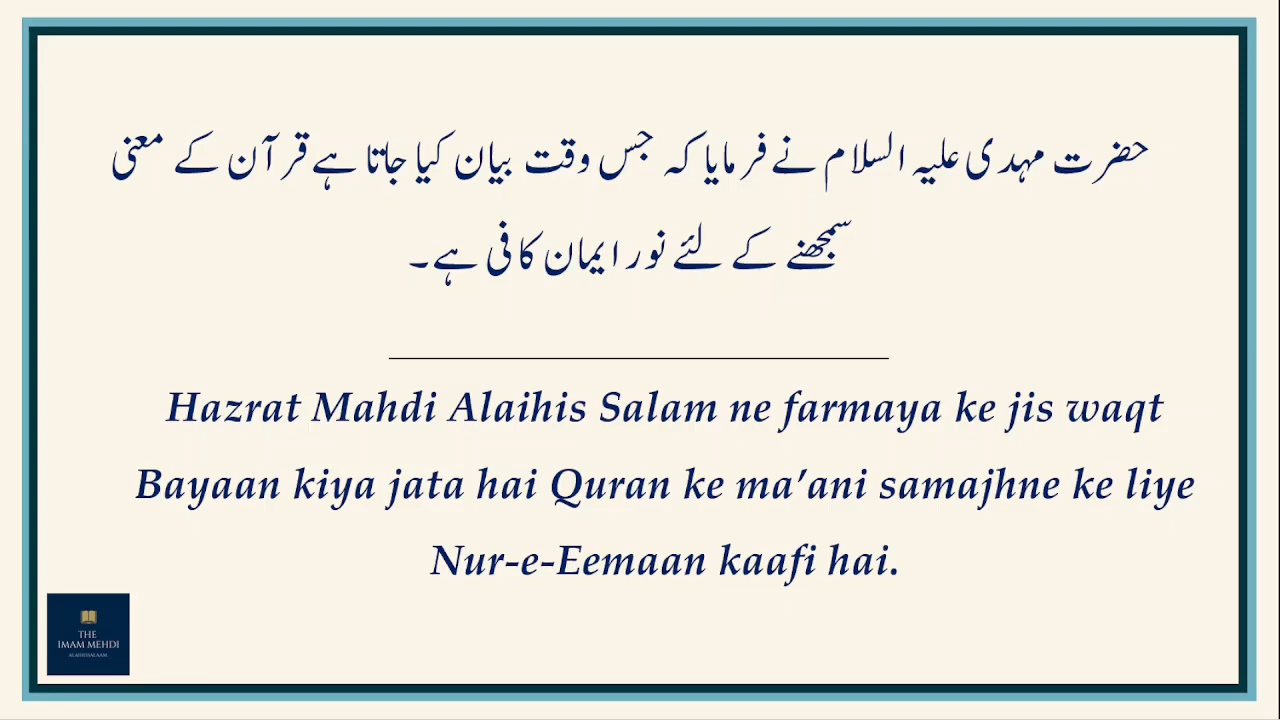 حضرت مہدی علیہ السلام نے فرمایا کہ جس وقت بیان کیا جاتا ہے قرآن کے معنی
سمجھنے کے لئے نور ایمان کافی ہے۔
Hazrat Mahdi Alaihis Salam ne farmaya ke jis waqt
Bayaan kiya jata hai Quran ke ma’ani samajhne ke liye
Nur-e-Eemaan kaafi hai.
THE
IMAM MEHDI
ALAIHISSALAAM